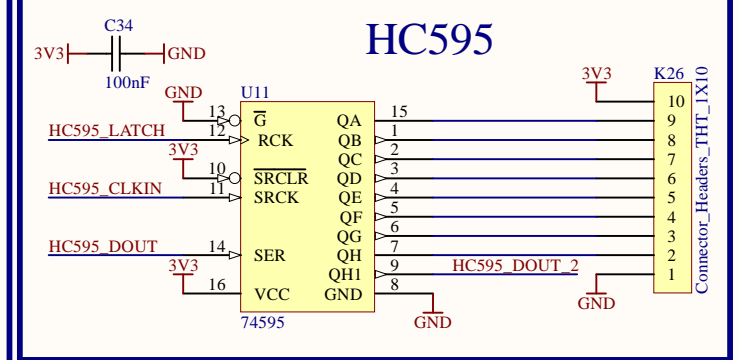 HC595
C34
3V3
GND
100nF
U11
GND
13
G
QA
15
HC595_LATCH
12
RCK
QB
1
3V3
QC
2
10
SRCLR
QD
3
HC595_CLKIN
11
SRCK
QE
4
QF
5
QG
6
HC595_DOUT
14
SER
QH
7
3V3
QH1
9
HC595_DOUT_2
16
VCC
GND
8
74595
GND
3V3
K26
10
9
8
7
6
5
4
3
2
1
GND
Connector_Headers_THT_1X10